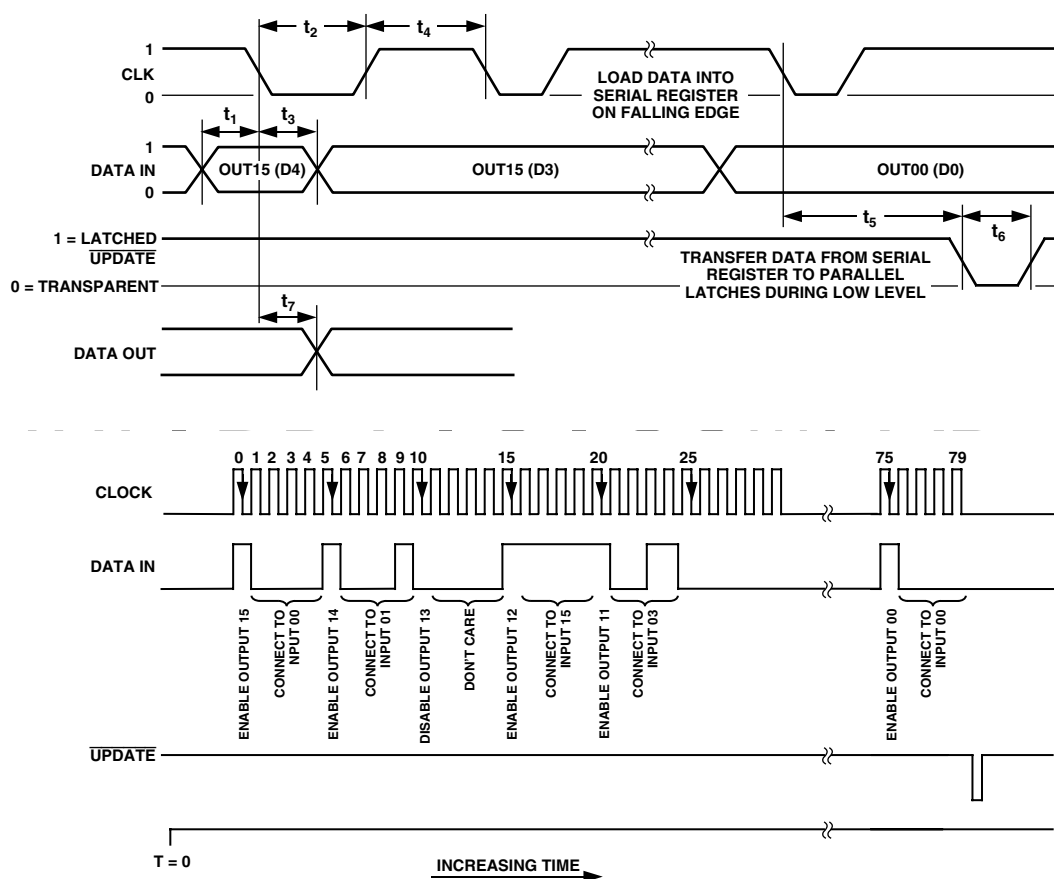 t2
t4
1
CLK
0
LOAD DATA INTO
SERIAL REGISTER
ON FALLING EDGE
t1
t3
1
DATA IN
0
OUT15 (D4)
OUT15 (D3)
OUT00 (D0)
t5
t6
1 = LATCHED
UPDATE
0 = TRANSPARENT
TRANSFER DATA FROM SERIAL
REGISTER TO PARALLEL
LATCHES DURING LOW LEVEL
t7
DATA OUT
0 1 2 3 4 5 6 7 8 9 10 15 20 25 75 79
CLOCK
DATA IN
ENABLE OUTPUT 15
CONNECT TO
NPUT 00
ENABLE OUTPUT 14
CONNECT TO
INPUT 01
DISABLE OUTPUT 13
DON'T CARE
ENABLE OUTPUT 12
CONNECT TO
INPUT 15
ENABLE OUTPUT 11
CONNECT TO
INPUT 03
ENABLE OUTPUT 00
CONNECT TO
INPUT 00
UPDATE
T = 0
INCREASING TIME